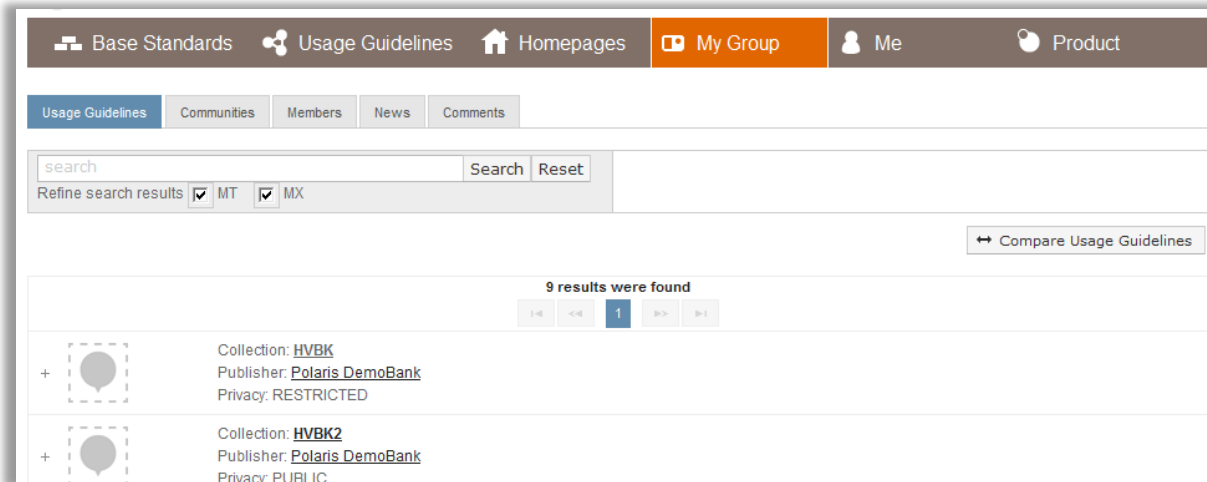 Base Standards Usage Guidelines Homepages My Group Me Product
Usage Guidelines Communities Members News Comments
search Search Reset
Refine search results MT MX
Compare Usage Guidelines
9 results were found
1
Collection: HVBK
Publisher: Polaris DemoBank
Privacy: RESTRICTED
Collection: HVBK2
Publisher: Polaris DemoBank
Privacy: PUBLIC